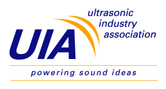 ultrasonic
industry
association
UIA
powering sound ideas